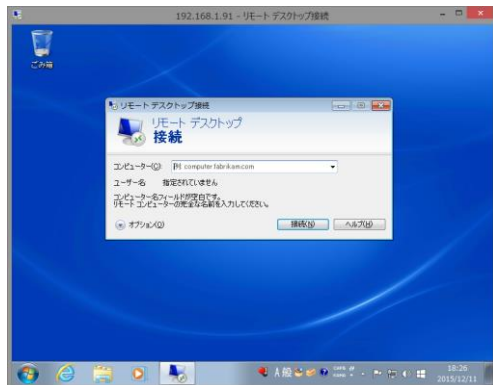 192.168.1.91 - リモート デスクトップ接続
ごみ箱
リモート デスクトップ接続
リモート デスクトップ
接続
コンピューター(C): 例: computer.fabrikam.com
ユーザー名: 指定されていません
コンピューター名フィールドが空白です。
リモート コンピューターの完全な名前を入力してください。
オプション(O)
接続(N)
ヘルプ(H)
A 般
18:26
2015/12/11